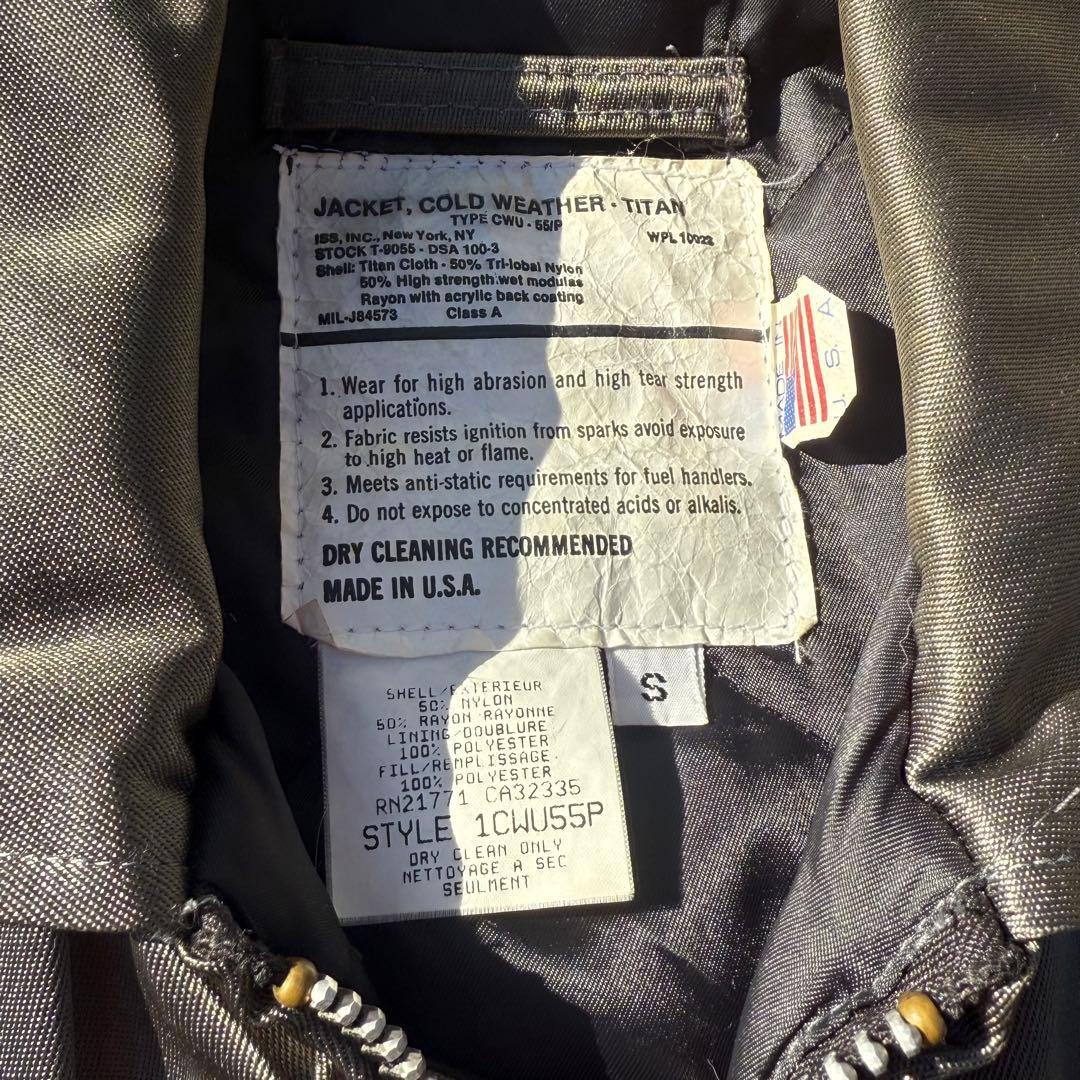 JACKET, COLD WEATHER - TITAN
TYPE CWU - 55/P
ISS, INC., New York, NY
WPL 10022
STOCK T-9055 - DSA 100-3
Shell: Titan Cloth - 50% Tri-lobal Nylon
50% High strength wet modulas
Rayon with acrylic back coating
MIL-J84573 Class A
1. Wear for high abrasion and high tear strength
applications.
2. Fabric resists ignition from sparks avoid exposure
to high heat or flame.
3. Meets anti-static requirements for fuel handlers.
4. Do not expose to concentrated acids or alkalis.
DRY CLEANING RECOMMENDED
MADE IN U.S.A.
MADE IN
U. S. A
S
SHELL/EXTERIEUR
50% NYLON
50% RAYON RAYONNE
LINING/DOUBLURE
100% POLYESTER
FILL/REMPLISSAGE
100% POLYESTER
RN21771 CA32335
STYLE 1CWU55P
DRY CLEAN ONLY
NETTOYAGE A SEC
SEULMENT